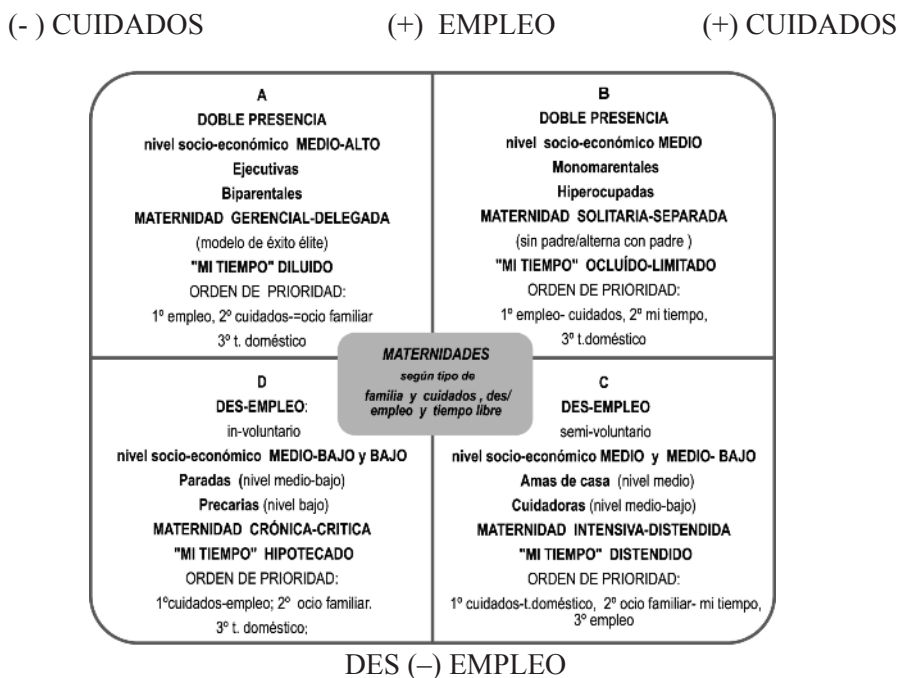 (- ) CUIDADOS (+) EMPLEO (+) CUIDADOS
A
DOBLE PRESENCIA
nivel socio-económico MEDIO-ALTO
Ejecutivas
Biparentales
MATERNIDAD GERENCIAL-DELEGADA
(modelo de éxito élite)
"MI TIEMPO" DILUIDO
ORDEN DE PRIORIDAD:
1º empleo, 2º cuidados-=ocio familiar
3º t. doméstico
B
DOBLE PRESENCIA
nivel socio-económico MEDIO
Monomarentales
Hiperocupadas
MATERNIDAD SOLITARIA-SEPARADA
(sin padre/alterna con padre )
"MI TIEMPO" OCLUÍDO-LIMITADO
ORDEN DE PRIORIDAD:
1º empleo- cuidados, 2º mi tiempo,
3º t.doméstico
MATERNIDADES
según tipo de
familia y cuidados , des/
empleo y tiempo libre
D
DES-EMPLEO:
in-voluntario
nivel socio-económico MEDIO-BAJO y BAJO
Paradas (nivel medio-bajo)
Precarias (nivel bajo)
MATERNIDAD CRÓNICA-CRITICA
"MI TIEMPO" HIPOTECADO
ORDEN DE PRIORIDAD:
1ºcuidados-empleo; 2º ocio familiar.
3º t. doméstico;
C
DES-EMPLEO
semi-voluntario
nivel socio-económico MEDIO y MEDIO- BAJO
Amas de casa (nivel medio)
Cuidadoras (nivel medio-bajo)
MATERNIDAD INTENSIVA-DISTENDIDA
"MI TIEMPO" DISTENDIDO
ORDEN DE PRIORIDAD:
1º cuidados-t.doméstico, 2º ocio familiar- mi tiempo,
3º empleo
DES (–) EMPLEO